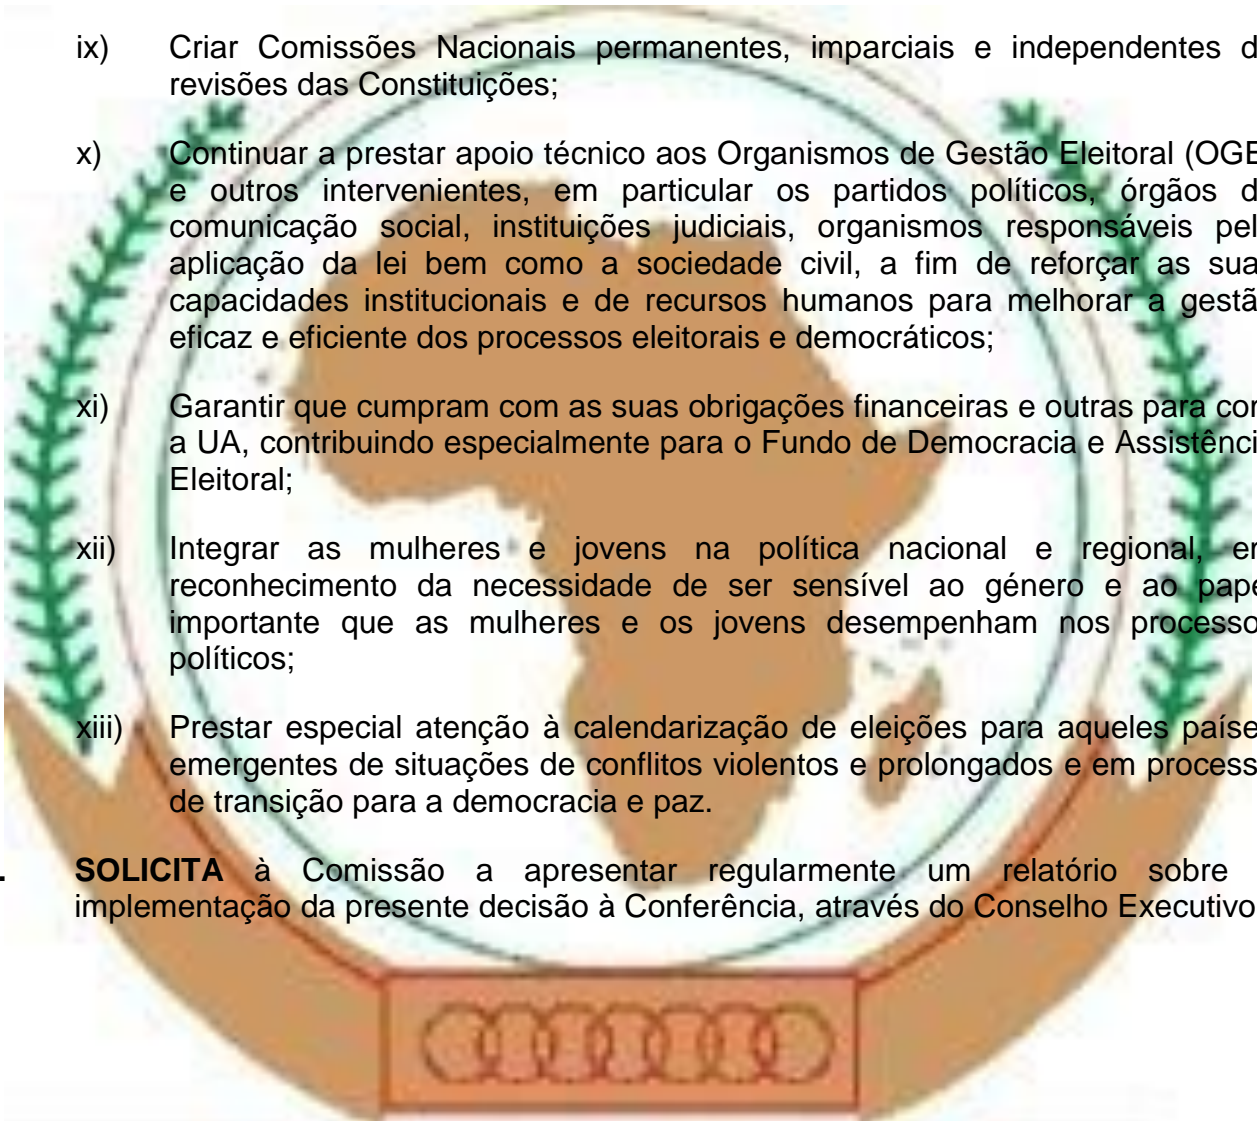 ix) Criar Comissões Nacionais permanentes, imparciais e independentes d
revisões das Constituições;
x) Continuar a prestar apoio técnico aos Organismos de Gestão Eleitoral (OGE
e outros intervenientes, em particular os partidos políticos, órgãos d
comunicação social, instituições judiciais, organismos responsáveis pel
aplicação da lei bem como a sociedade civil, a fim de reforçar as sua
capacidades institucionais e de recursos humanos para melhorar a gestã
eficaz e eficiente dos processos eleitorais e democráticos;
xi) Garantir que cumpram com as suas obrigações financeiras e outras para co
a UA, contribuindo especialmente para o Fundo de Democracia e Assistênci
Eleitoral;
xii) Integrar as mulheres e jovens na política nacional e regional, e
reconhecimento da necessidade de ser sensível ao género e ao pape
importante que as mulheres e os jovens desempenham nos processo
políticos;
xiii) Prestar especial atenção à calendarização de eleições para aqueles paíse
emergentes de situações de conflitos violentos e prolongados e em process
de transição para a democracia e paz.
. SOLICITA à Comissão a apresentar regularmente um relatório sobre
implementação da presente decisão à Conferência, através do Conselho Executivo